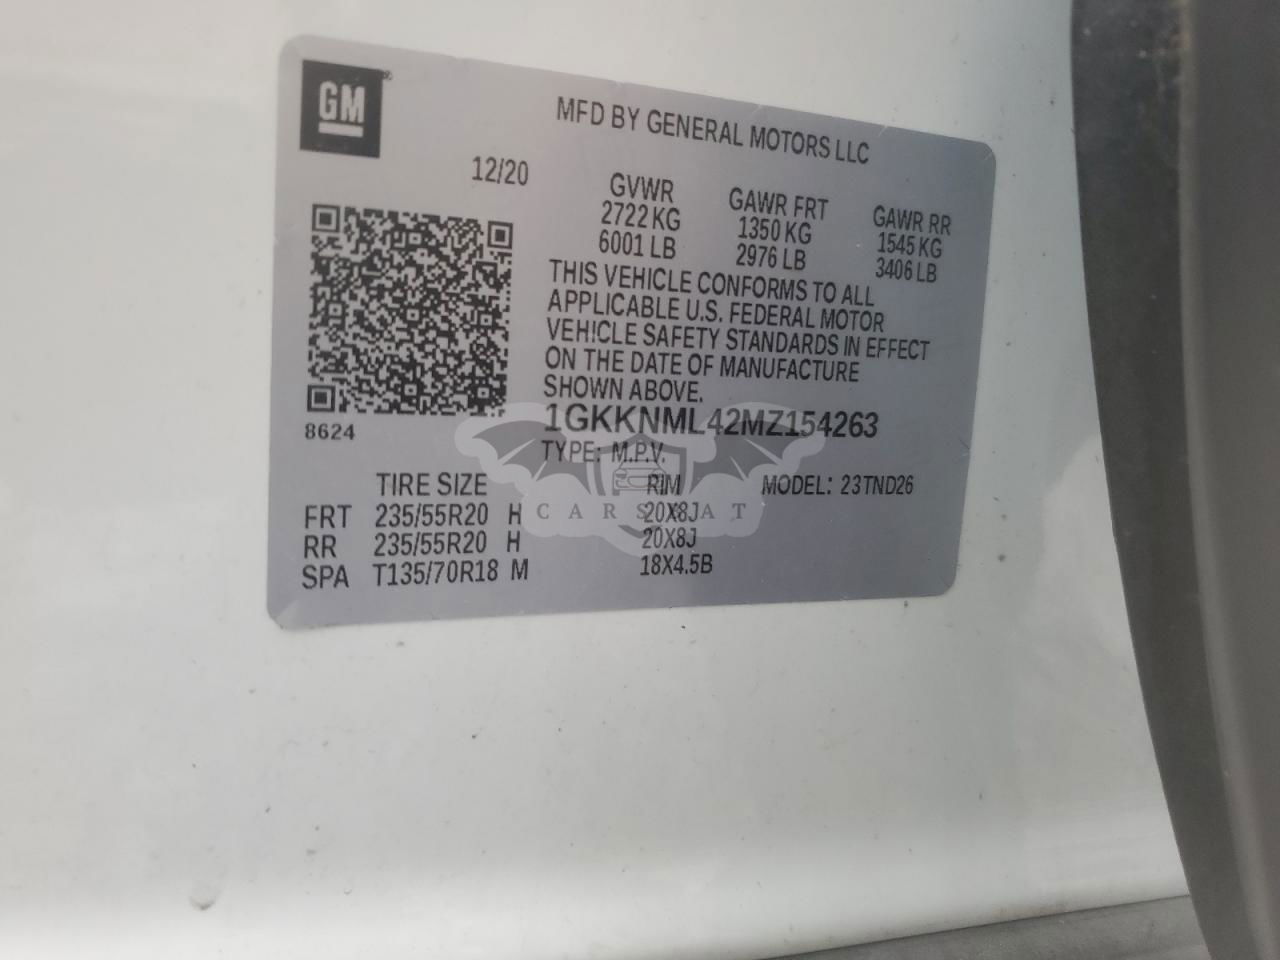 GM
MFD BY GENERAL MOTORS LLC
12/20
GVWR GAWR FRT GAWR RR
2722 KG 1350 KG 1545 KG
6001 LB 2976 LB 3406 LB
THIS VEHICLE CONFORMS TO ALL
APPLICABLE U.S. FEDERAL MOTOR
VEHICLE SAFETY STANDARDS IN EFFECT
ON THE DATE OF MANUFACTURE
SHOWN ABOVE.
8624
1GKKNML42MZ154263
TYPE: M.P.V.
TIRE SIZE RIM MODEL: 23TND26
FRT 235/55R20 H 20X8J
CARSBAT
RR 235/55R20 H 20X8J
SPA T135/70R18 M 18X4.5B